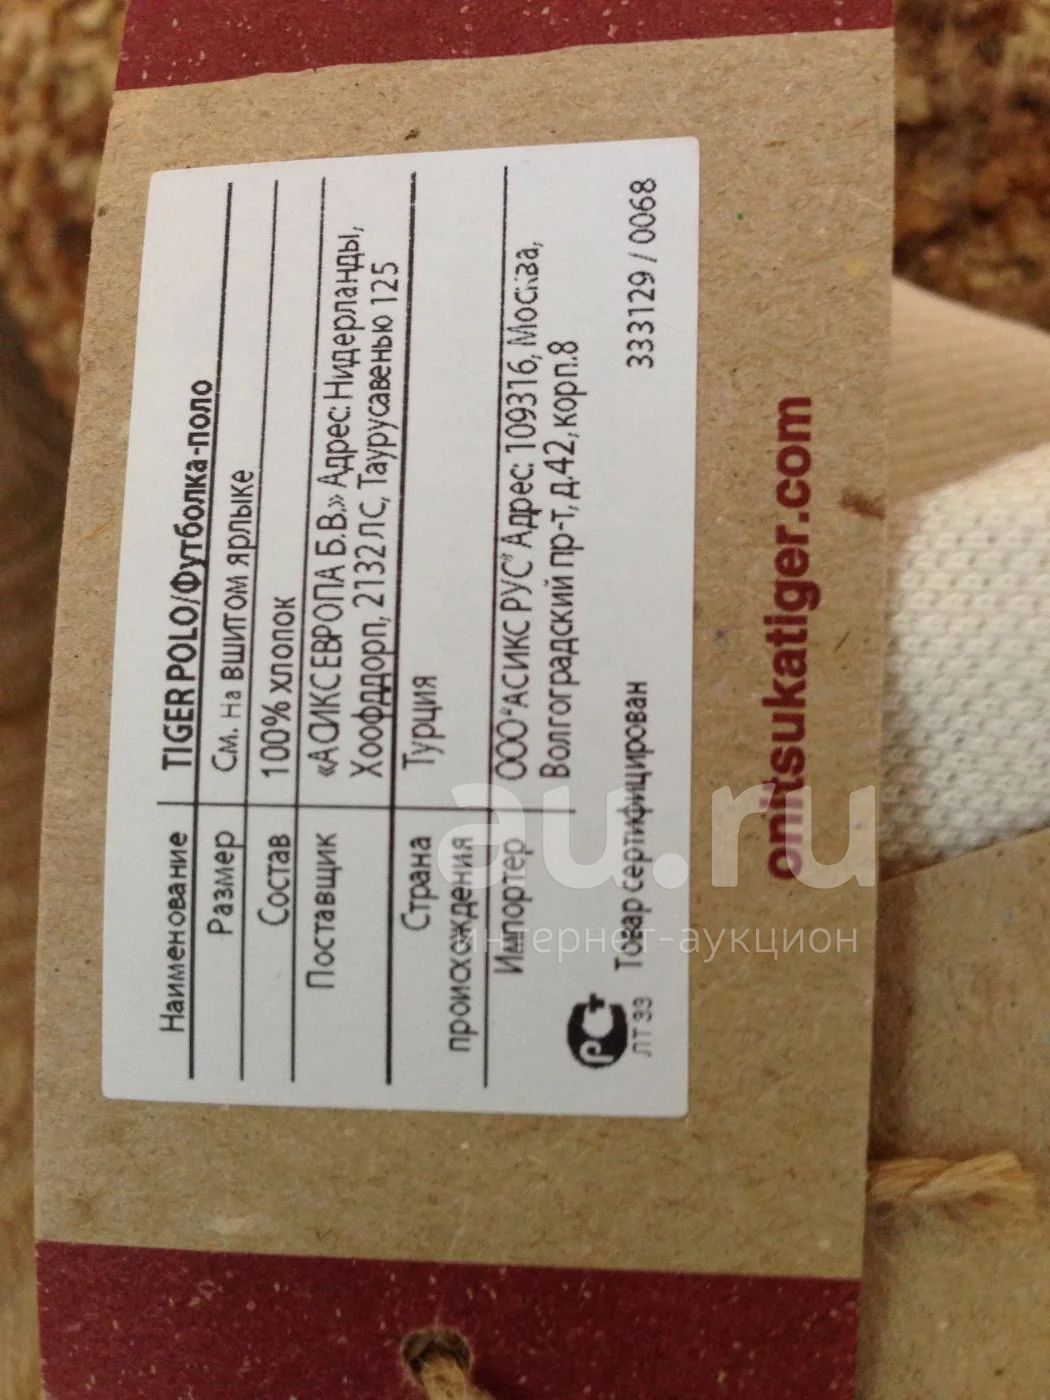 Наименование TIGER POLO/Футболка-поло
Размер См. на вшитом ярлыке
Состав 100% хлопок
Поставщик «АСИКСЕВРОПА Б.В.» Адрес: Нидерланды,
Хоофддорп, 2132 ЛС, Таурусавеню 125
Страна Турция
происхождения
Импортер ООО "АСИКС РУС" Адрес: 109316, Москва,
Волгоградский пр-т, д.42, корп.8
РСТ Товар сертифицирован 333129 / 0068
ЛТ 33
onitsukatiger.com
au.ru
интернет-аукцион